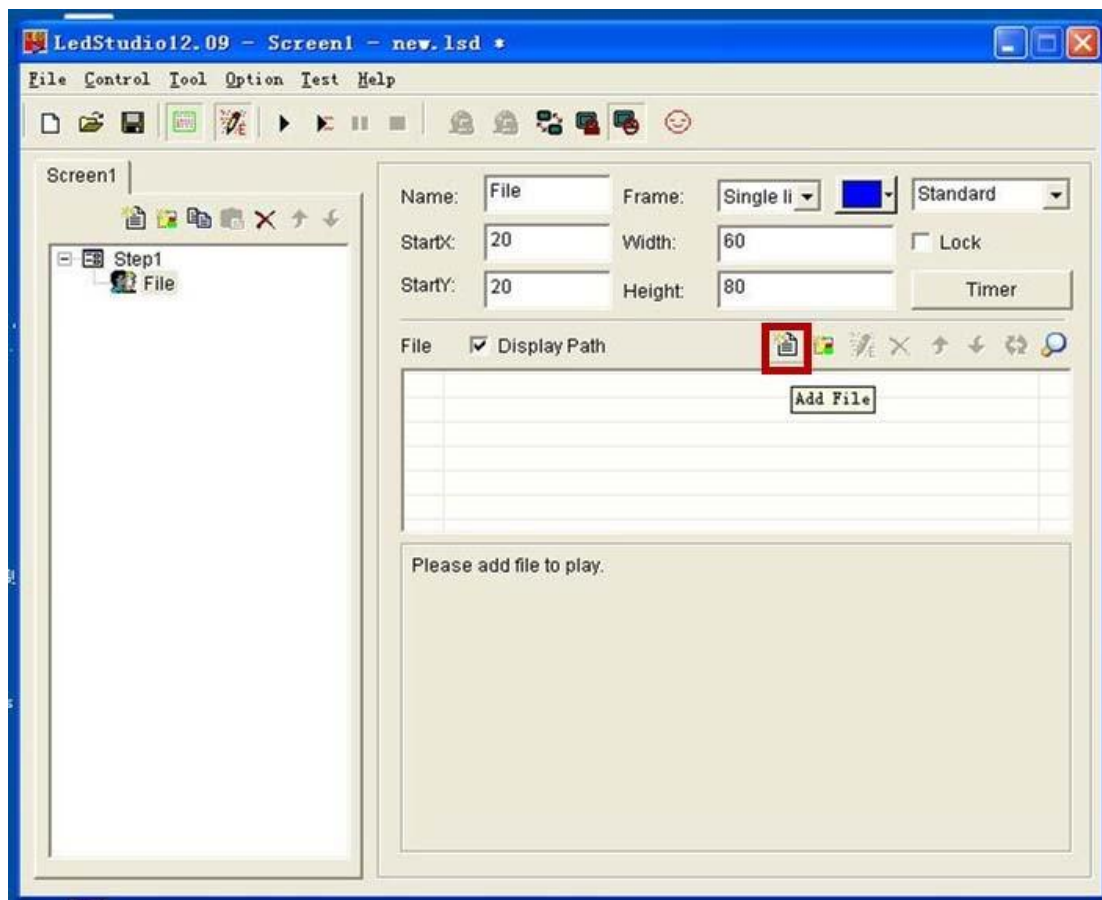 LedStudio12.09 - Screen1 - new.lsd *
File Control Tool Option Test Help
Screen1
Step1
File
Name: File Frame: Single li Standard
StartX: 20 Width: 60 Lock
StartY: 20 Height: 80 Timer
File Display Path
Add File
Please add file to play.